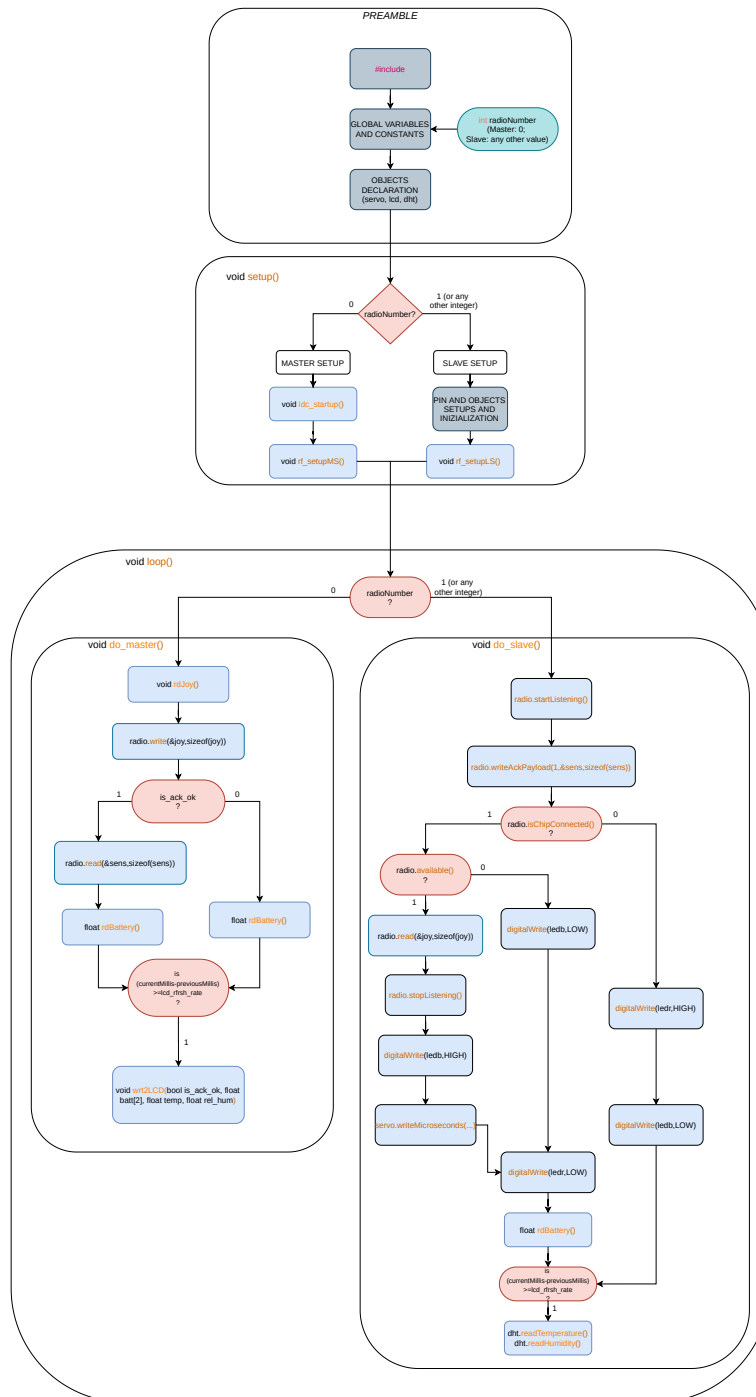 PREAMBLE
#include
GLOBAL VARIABLES
AND CONSTANTS
int radioNumber
(Master: 0;
Slave: any other value)
OBJECTS
DECLARATION
(servo, lcd, dht)
void setup()
0
radioNumber?
1 (or any
other integer)
MASTER SETUP
SLAVE SETUP
void ldc_startup()
PIN AND OBJECTS
SETUPS AND
INIZIALIZATION
void rf_setupMS()
void rf_setupLS()
void loop()
0
radioNumber
?
1 (or any
other integer)
void do_master()
void rdJoy()
radio.write(&joy,sizeof(joy))
1
is_ack_ok
?
0
radio.read(&sens,sizeof(sens))
float rdBattery()
float rdBattery()
is
(currentMillis-previousMillis)
>=lcd_rfrsh_rate
?
1
void wrt2LCD(bool is_ack_ok, float
batt[2], float temp, float rel_hum)
void do_slave()
radio.startListening()
radio.writeAckPayload(1,&sens,sizeof(sens))
1
radio.isChipConnected()
?
0
radio.available()
?
0
1
radio.read(&joy,sizeof(joy))
digitalWrite(ledb,LOW)
radio.stopListening()
digitalWrite(ledr,HIGH)
digitalWrite(ledb,HIGH)
servo.writeMicroseconds(...)
digitalWrite(ledb,LOW)
digitalWrite(ledr,LOW)
float rdBattery()
is
(currentMillis-previousMillis)
>=lcd_rfrsh_rate
?
1
dht.readTemperature()
dht.readHumidity()